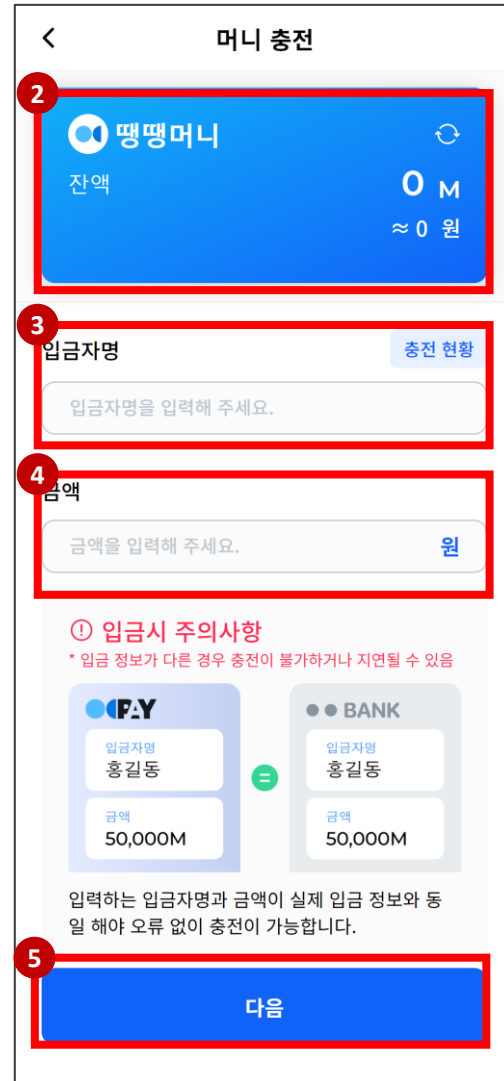 머니 충전
2
땡땡머니
잔액
0 M
≈ 0 원
3
입금자명
충전 현황
입금자명을 입력해 주세요.
4
금액
금액을 입력해 주세요.
원
입금시 주의사항
* 입금 정보가 다른 경우 충전이 불가하거나 지연될 수 있음
PAY
입금자명
홍길동
금액
50,000M
=
BANK
입금자명
홍길동
금액
50,000M
입력하는 입금자명과 금액이 실제 입금 정보와 동
일 해야 오류 없이 충전이 가능합니다.
5
다음